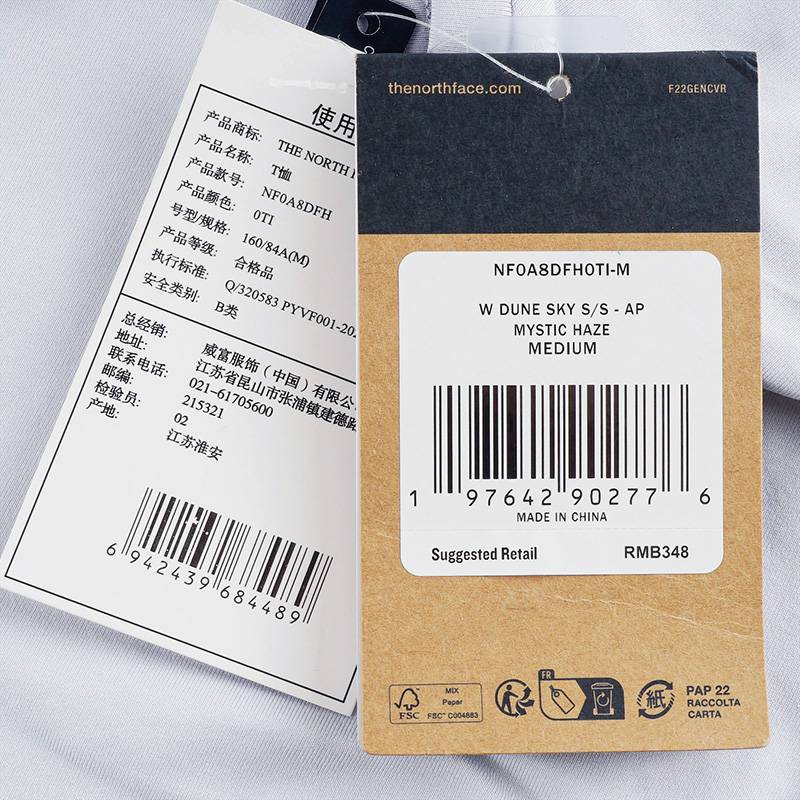 使用
产品商标: THE NORTH
产品名称: T恤
产品款号: NF0A8DFH
产品颜色: 0TI
号型/规格: 160/84A(M)
产品等级: 合格品
执行标准: Q/320583 PYVF001-202
安全类别: B类
总经销: 威富服饰(中国)有限公
地址: 江苏省昆山市张浦镇建德路
联系电话: 021-61705600
邮编: 215321
检验员: 02
产地: 江苏淮安
6 942439 684489
thenorthface.com
F22GENCVR
NF0A8DFH0TI-M
W DUNE SKY S/S - AP
MYSTIC HAZE
MEDIUM
1 97642 90277 6
MADE IN CHINA
Suggested Retail RMB348
FSC
MIX
Paper
FSC™ C004883
FR
紙
PAP 22
RACCOLTA
CARTA